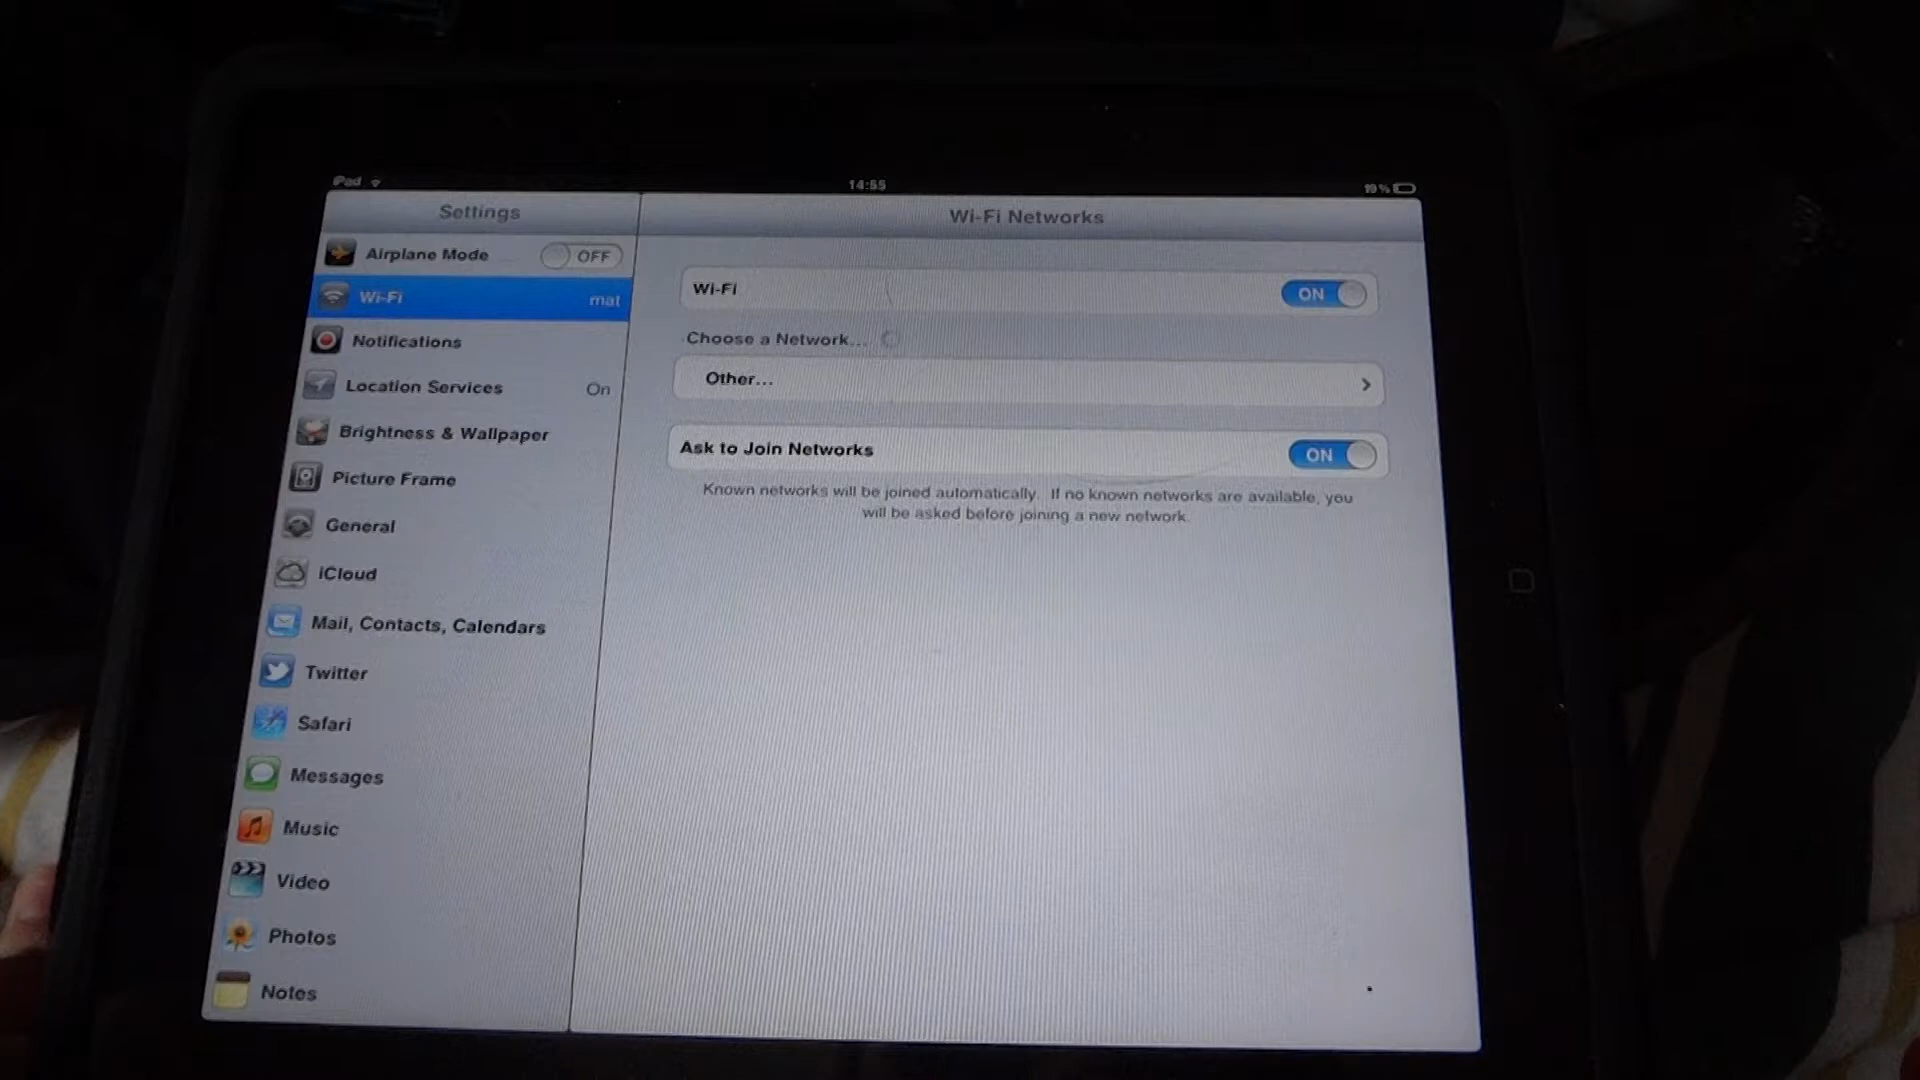 iPad
14:55
19%
Settings
Wi-Fi Networks
Airplane Mode OFF
Wi-Fi mat
Notifications
Location Services On
Brightness & Wallpaper
Picture Frame
General
iCloud
Mail, Contacts, Calendars
Twitter
Safari
Messages
Music
Video
Photos
Notes
Wi-Fi ON
Choose a Network...
Other...
Ask to Join Networks ON
Known networks will be joined automatically. If no known networks are available, you
will be asked before joining a new network.